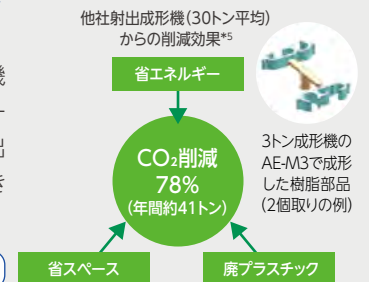 他社射出成形機（30トン平均）
からの削減効果*5
省エネルギー
CO₂削減
78%
（年間約41トン）
3トン成形機の
AE-M3で成形
した樹脂部品
（2個取りの例）
省スペース
廃プラスチック
機
出